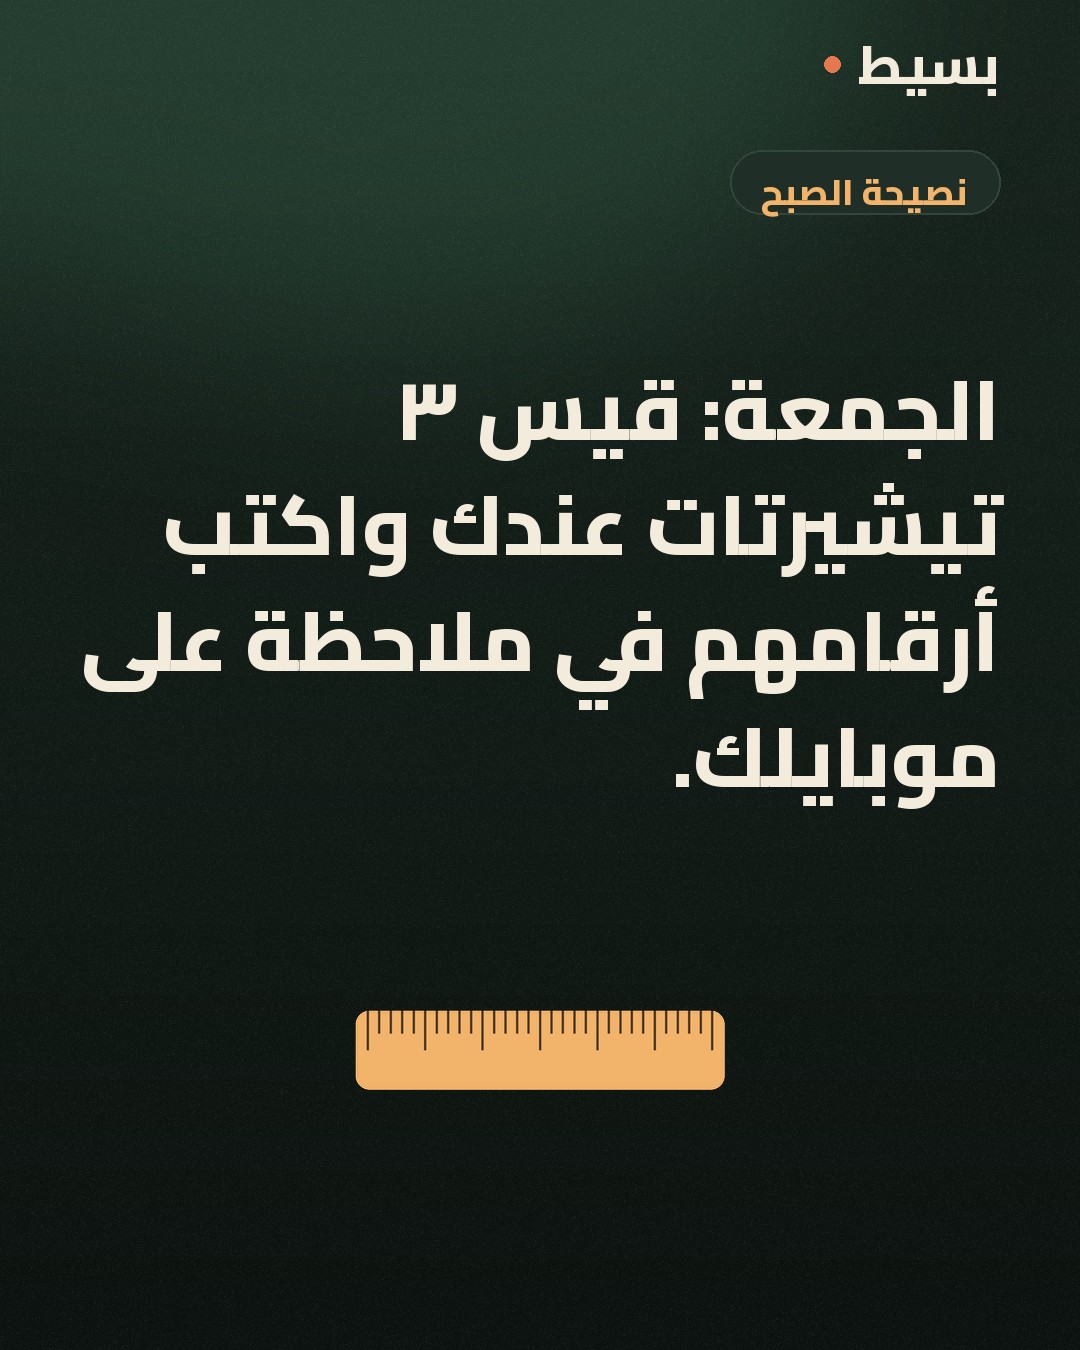 بسيط
نصيحة الصبح
الجمعة: قيس ٣
تيشيرتات عندك واكتب
أرقامهم في ملاحظة على
موبايلك.